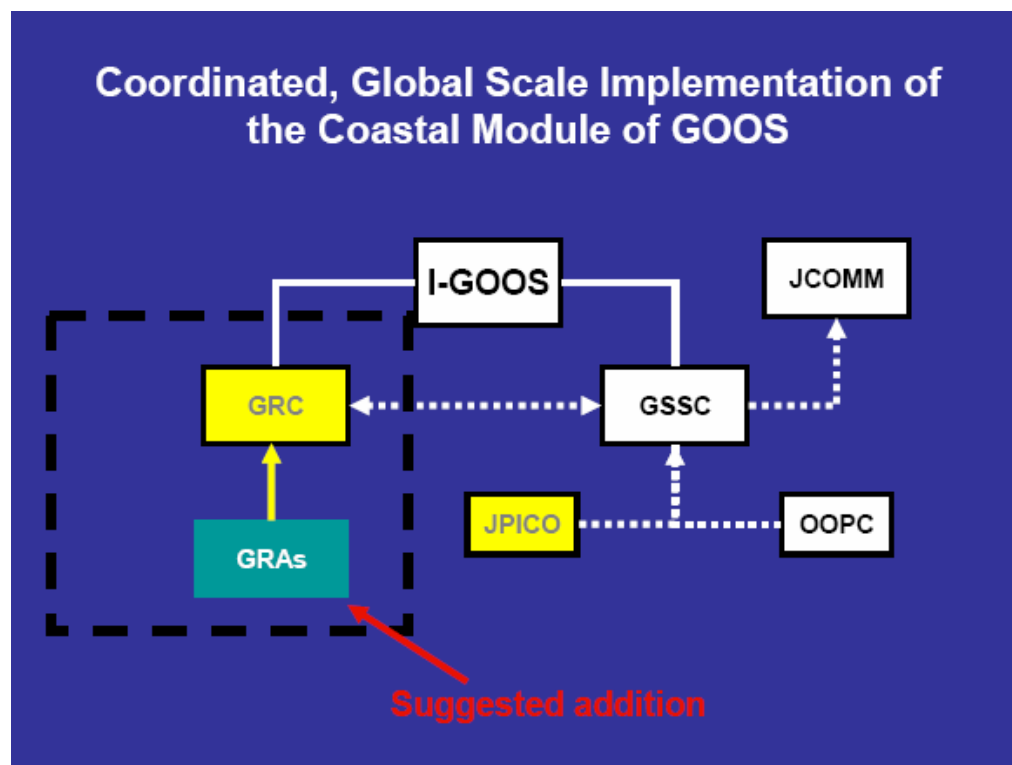 Coordinated, Global Scale Implementation of
the Coastal Module of GOOS
I-GOOS
JCOMM
GRC
GSSC
JPICO
OOPC
GRAs
Suggested addition